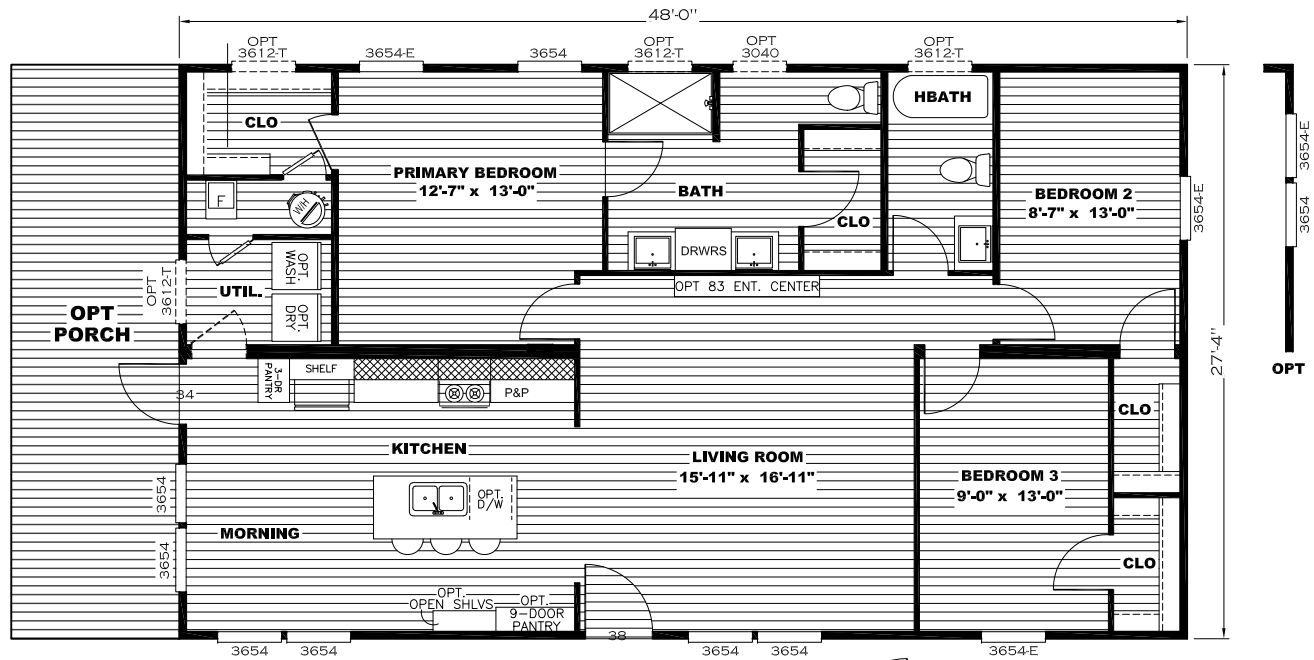 48'-0"
OPT
3612-T
3654-E
3654
OPT
3612-T
OPT
3040
OPT
3612-T
CLO
HBATH
PRIMARY BEDROOM
12'-7" x 13'-0"
BATH
BEDROOM 2
8'-7" x 13'-0"
3654-E
3654-E
3654
F
W/H
CLO
DRWRS
OPT.
WASH
OPT 83 ENT. CENTER
UTIL.
OPT
3612-T
OPT.
DRY
OPT
PORCH
27'-4"
OPT
3-DR
PANTRY
SHELF
P&P
34
CLO
KITCHEN
LIVING ROOM
15'-11" x 16'-11"
BEDROOM 3
9'-0" x 13'-0"
OPT.
D/W
3654
MORNING
3654
CLO
OPT.
OPEN SHLVS
OPT.
9-DOOR
PANTRY
38
3654
3654
3654
3654
3654-E